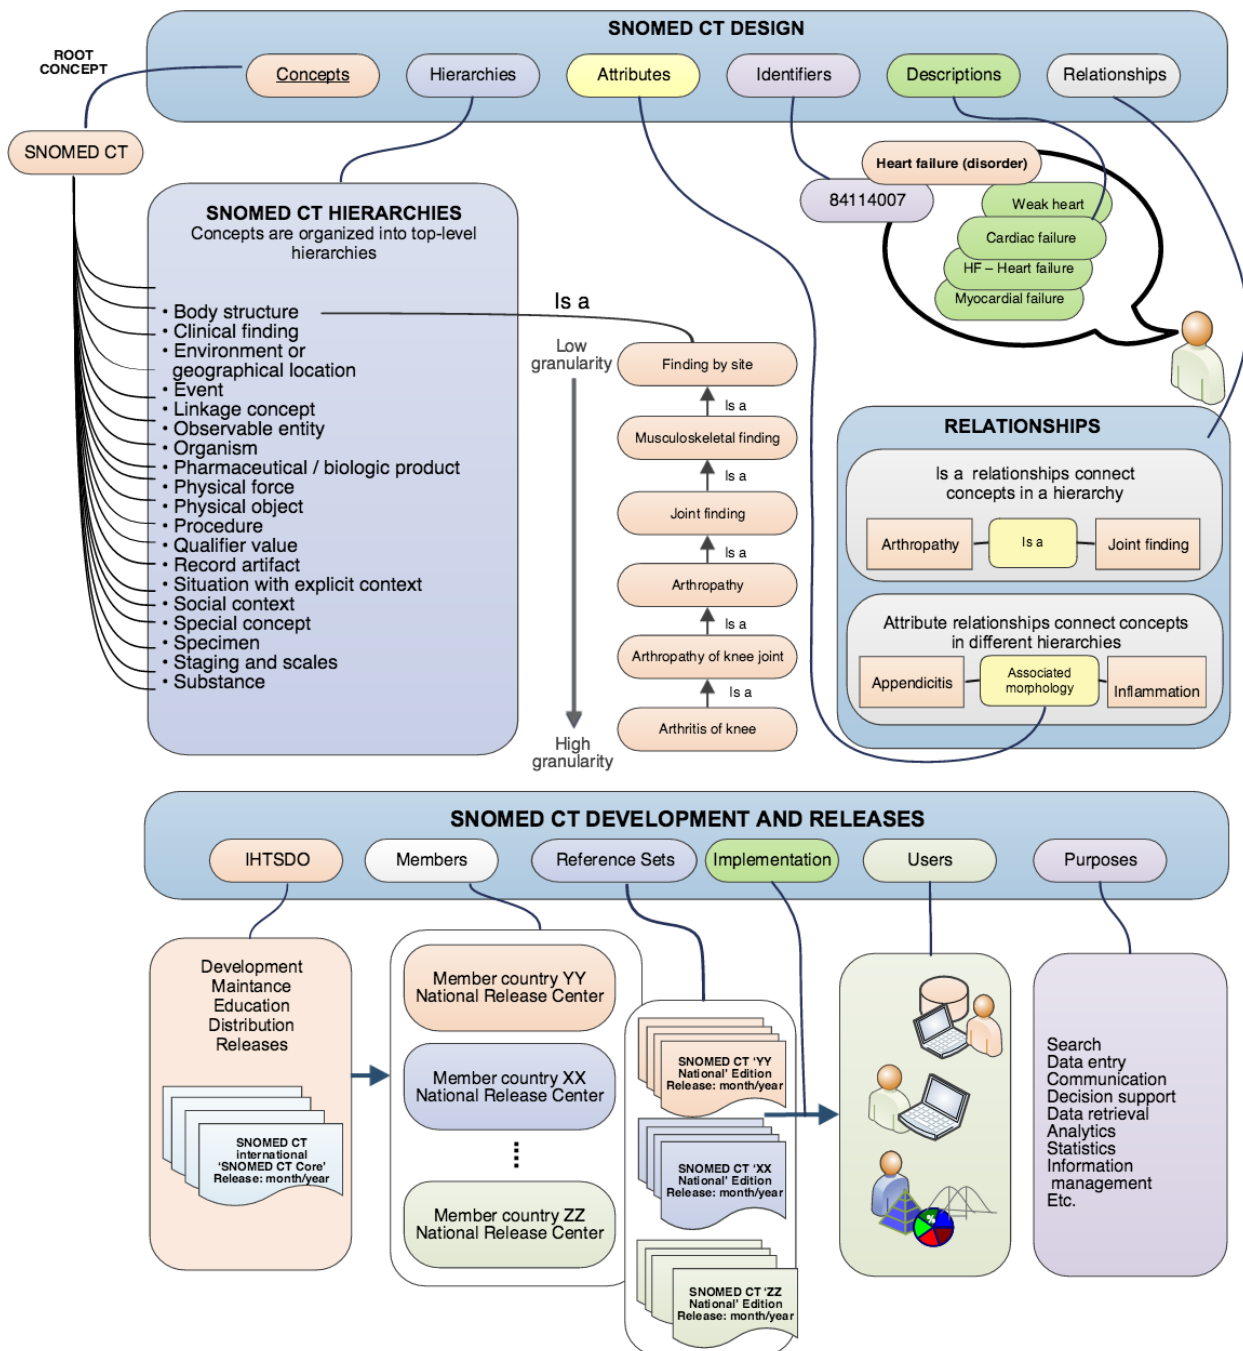 SNOMED CT DESIGN
ROOT
CONCEPT
Concepts
Hierarchies
Attributes
Identifiers
Descriptions
Relationships
SNOMED CT
Heart failure (disorder)
84114007
Weak heart
Cardiac failure
HF – Heart failure
Myocardial failure
SNOMED CT HIERARCHIES
Concepts are organized into top-level
hierarchies
• Body structure
• Clinical finding
• Environment or
geographical location
• Event
• Linkage concept
• Observable entity
• Organism
• Pharmaceutical / biologic product
• Physical force
• Physical object
• Procedure
• Qualifier value
• Record artifact
• Situation with explicit context
• Social context
• Special concept
• Specimen
• Staging and scales
• Substance
Is a
Low
granularity
High
granularity
Finding by site
Is a
Musculoskeletal finding
Is a
Joint finding
Is a
Arthropathy
Is a
Arthropathy of knee joint
Is a
Arthritis of knee
RELATIONSHIPS
Is a relationships connect
concepts in a hierarchy
Arthropathy
Is a
Joint finding
Attribute relationships connect concepts
in different hierarchies
Appendicitis
Associated
morphology
Inflammation
SNOMED CT DEVELOPMENT AND RELEASES
IHTSDO
Members
Reference Sets
Implementation
Users
Purposes
Development
Maintance
Education
Distribution
Releases
SNOMED CT
international
‘SNOMED CT Core’
Release: month/year
Member country YY
National Release Center
Member country XX
National Release Center
Member country ZZ
National Release Center
SNOMED CT ‘YY
National’ Edition
Release: month/year
SNOMED CT ‘XX
National’ Edition
Release: month/year
SNOMED CT ‘ZZ
National’ Edition
Release: month/year
%
Search
Data entry
Communication
Decision support
Data retrieval
Analytics
Statistics
Information
management
Etc.